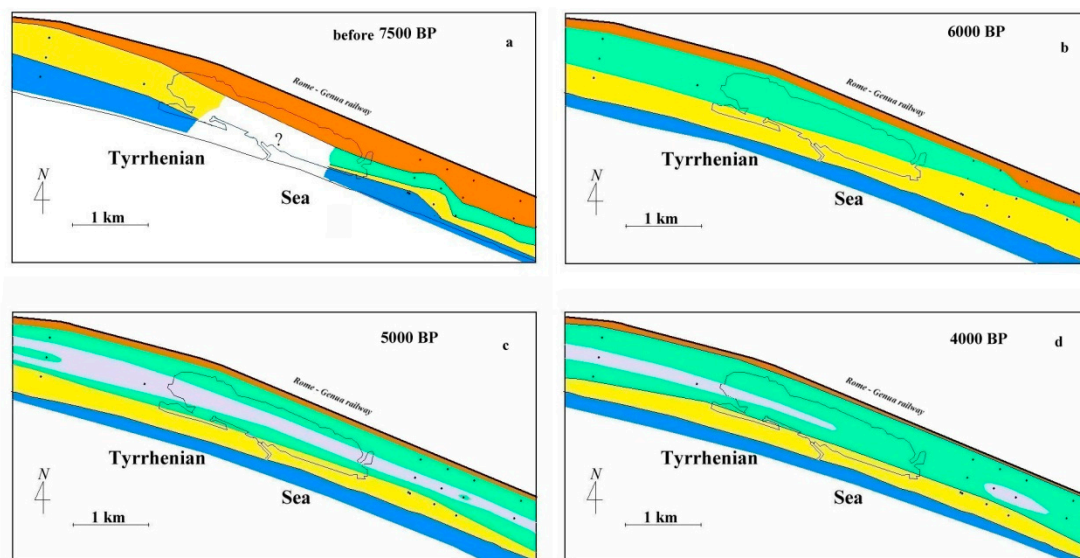 before 7500 BP
a
Rome - Genua railway
?
Tyrrhenian
Sea
N
1 km
6000 BP
b
Rome - Genua railway
Tyrrhenian
Sea
N
1 km
5000 BP
c
Rome - Genua railway
Tyrrhenian
Sea
N
1 km
4000 BP
d
Rome - Genua railway
Tyrrhenian
Sea
N
1 km